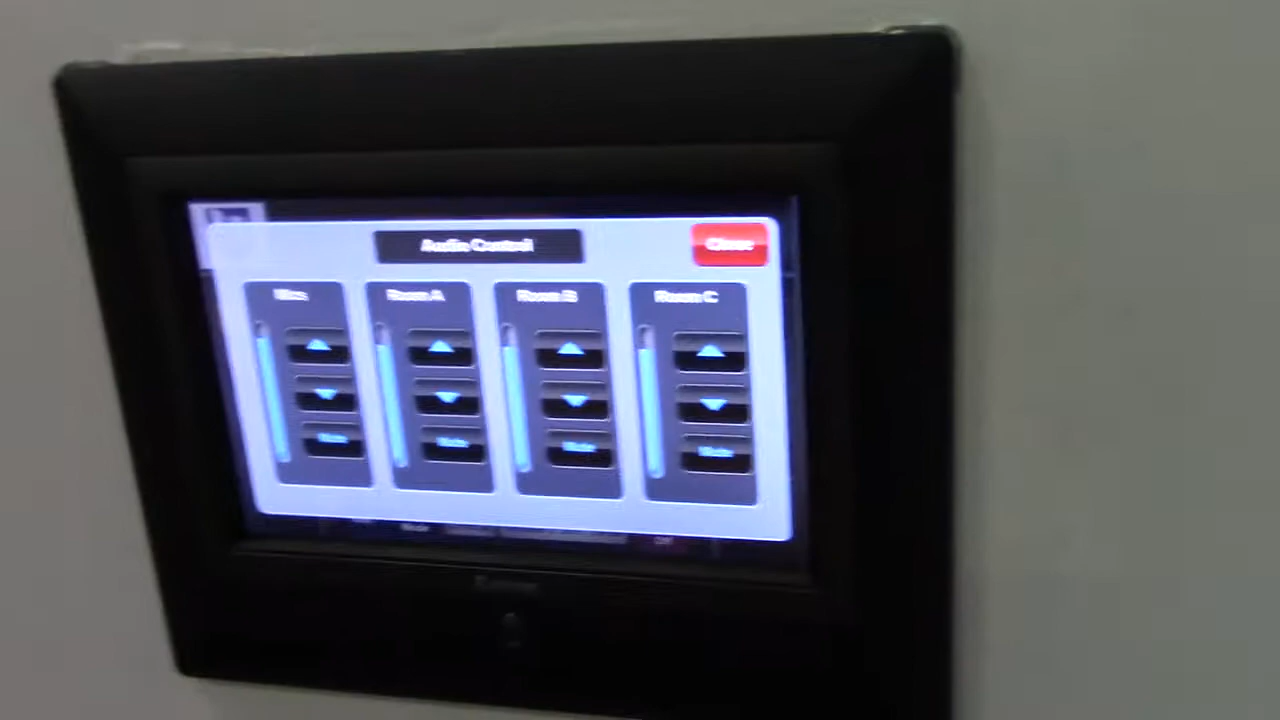 Audio Control
Close
Mics
Room A
Room B
Room C
Mute
Mute
Mute
Mute